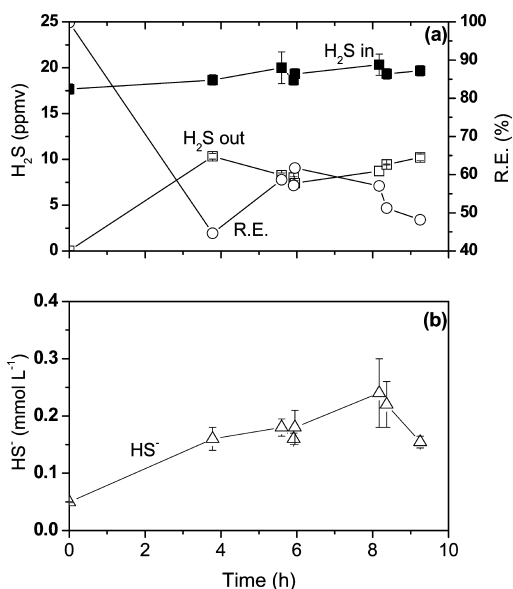 (a)
H₂S in
H₂S out
R.E.
25
20
15
10
5
0
H₂S (ppmv)
100
90
80
70
60
50
40
R.E. (%)
(b)
HS⁻
0.4
0.3
0.2
0.1
0.0
HS⁻ (mmol L⁻¹)
0 2 4 6 8 10
Time (h)